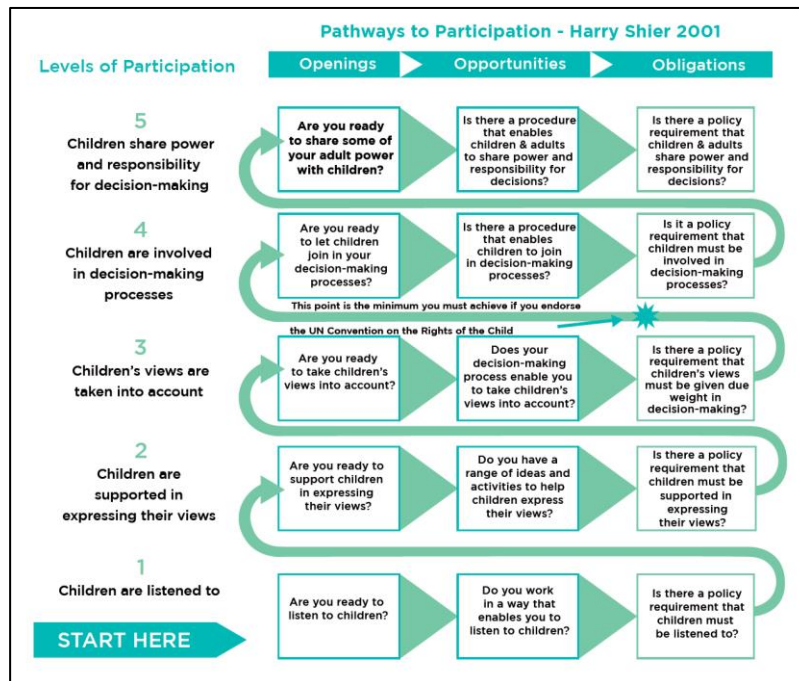 Pathways to Participation - Harry Shier 2001
Levels of Participation
Openings
Opportunities
Obligations
5
Children share power
and responsibility
for decision-making
Are you ready
to share some of
your adult power
with children?
Is there a procedure
that enables
children & adults
to share power and
responsibility for
decisions?
Is there a policy
requirement that
children & adults
share power and
responsibility for
decisions?
4
Children are involved
in decision-making
processes
Are you ready
to let children
join in your
decision-making
processes?
Is there a procedure
that enables
children to join
in decision-making
processes?
Is it a policy
requirement that
children must be
involved in
decision-making
processes?
This point is the minimum you must achieve if you endorse
the UN Convention on the Rights of the Child
3
Children's views are
taken into account
Are you ready
to take children's
views into account?
Does your
decision-making
process enable you
to take children's
views into account?
Is there a policy
requirement that
children's views
must be given due
weight in
decision-making?
2
Children are
supported in
expressing their views
Are you ready to
support children
in expressing
their views?
Do you have a
range of ideas and
activities to help
children express
their views?
Is there a policy
requirement that
children must be
supported in
expressing
their views?
1
Children are listened to
START HERE
Are you ready to
listen to children?
Do you work
in a way that
enables you to
listen to children?
Is there a policy
requirement that
children must
be listened to?